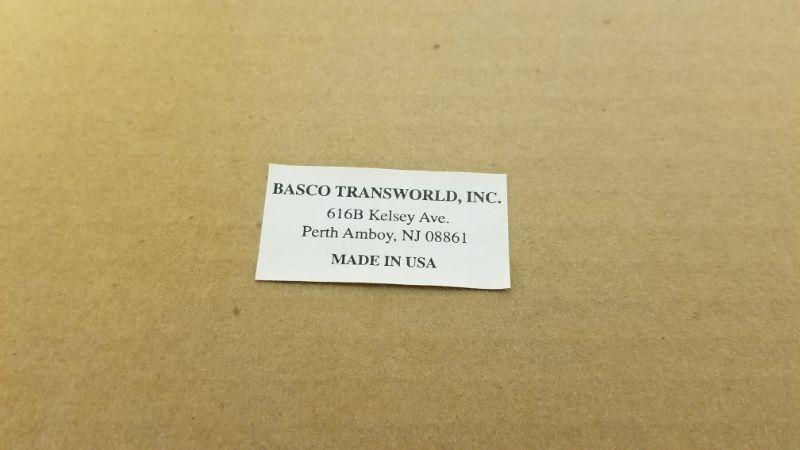 BASCO TRANSWORLD, INC.
616B Kelsey Ave.
Perth Amboy, NJ 08861
MADE IN USA